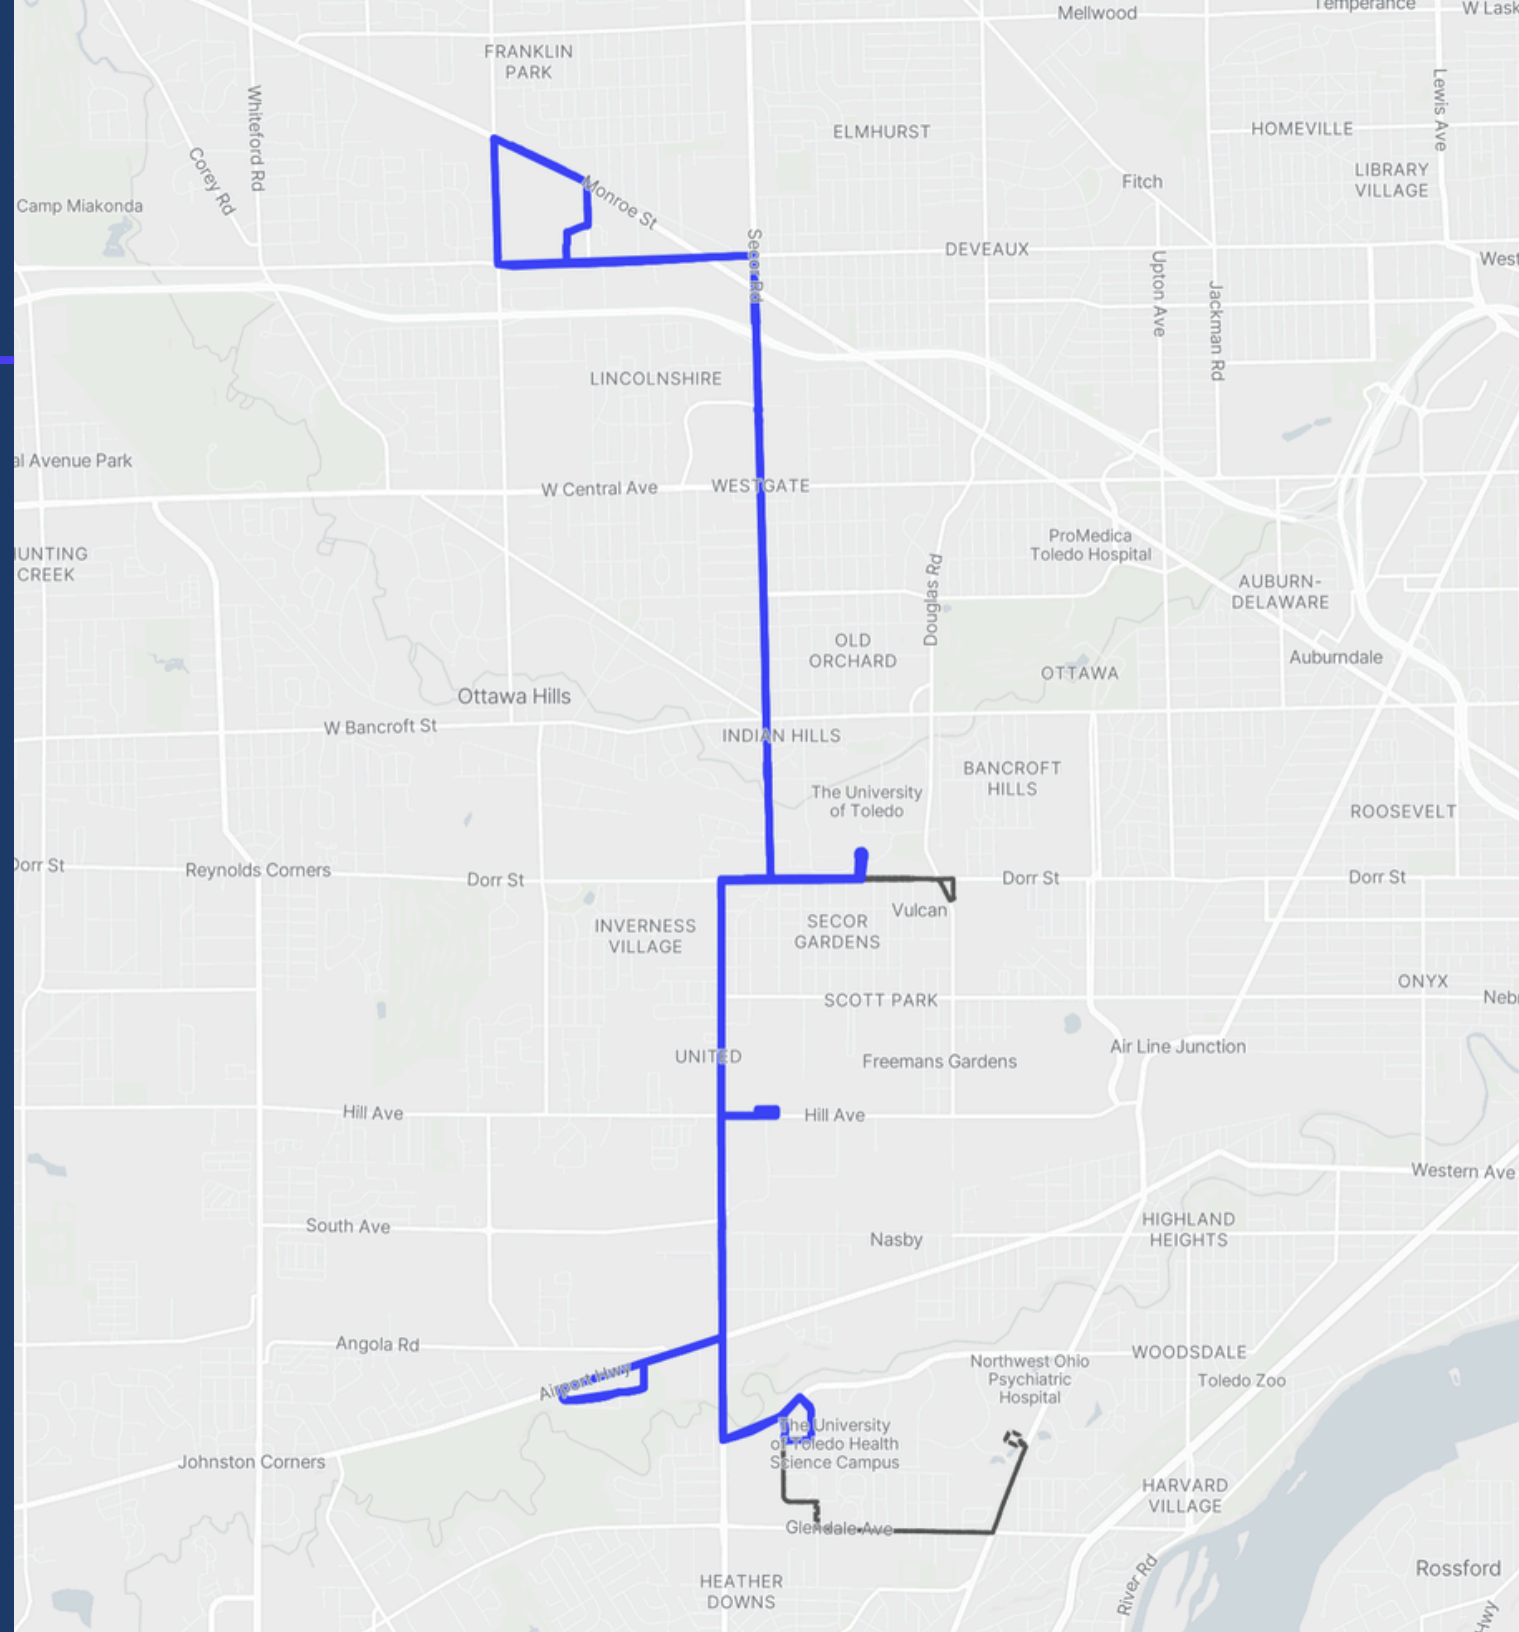 Mellwood
Temperance
W Lask
FRANKLIN
PARK
Whiteford Rd
Lewis Ave
ELMHURST
HOMEVILLE
Corey Rd
LIBRARY
VILLAGE
Fitch
Monroe St
Camp Miakonda
Secor Rd
DEVEAUX
Upton Ave
West
Jackman Rd
LINCOLNSHIRE
al Avenue Park
W Central Ave
WESTGATE
HUNTING
CREEK
ProMedica
Toledo Hospital
Douglas Rd
AUBURN-
DELAWARE
OLD
ORCHARD
Auburndale
OTTAWA
Ottawa Hills
W Bancroft St
INDIAN HILLS
BANCROFT
HILLS
The University
of Toledo
ROOSEVELT
Dorr St
Reynolds Corners
Dorr St
Dorr St
Dorr St
Vulcan
INVERNESS
VILLAGE
SECOR
GARDENS
ONYX
SCOTT PARK
Neb
UNITED
Freemans Gardens
Air Line Junction
Hill Ave
Hill Ave
Western Ave
South Ave
HIGHLAND
HEIGHTS
Nasby
Angola Rd
WOODSDALE
Northwest Ohio
Psychiatric
Hospital
Toledo Zoo
Airport Hwy
The University
of Toledo Health
Science Campus
Johnston Corners
HARVARD
VILLAGE
Glendale Ave
HEATHER
DOWNS
River Rd
Rossford
Hwy